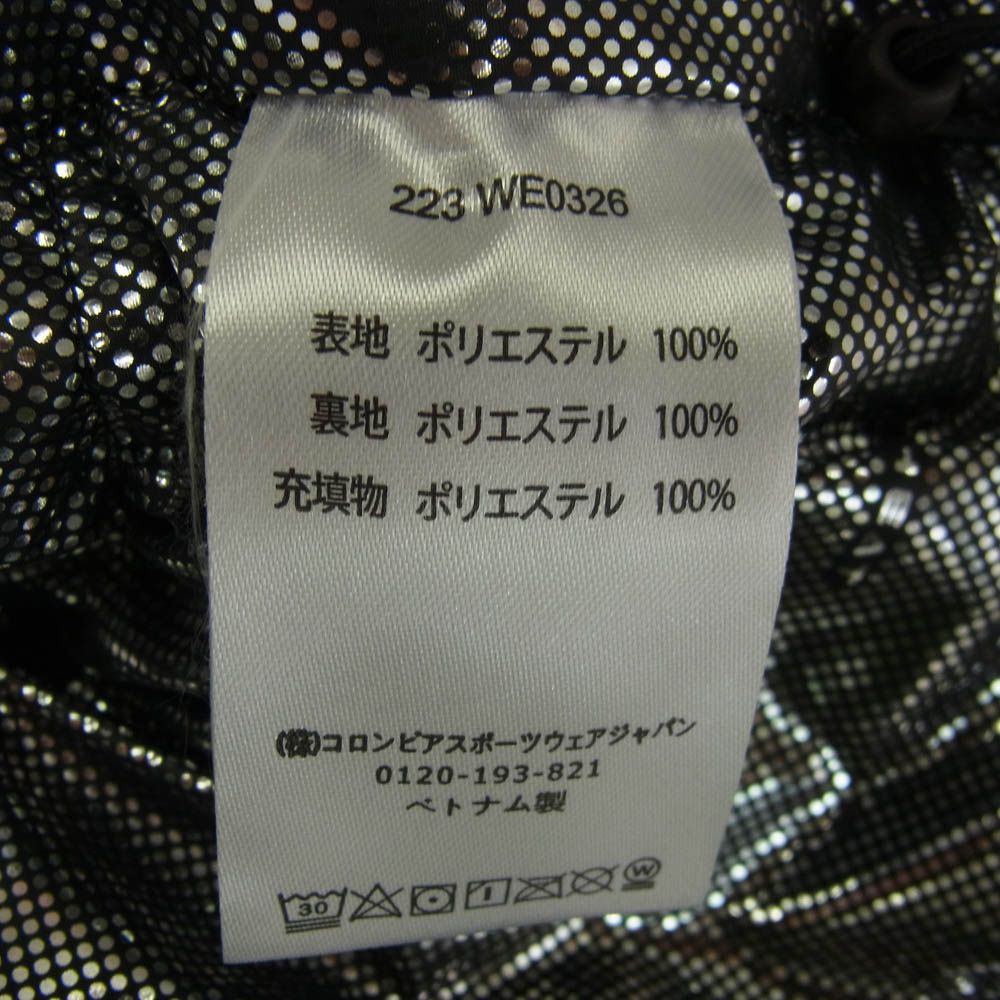 223 WE0326
表地 ポリエステル 100%
裏地 ポリエステル 100%
充填物 ポリエステル 100%
(株)コロンビアスポーツウェアジャパン
0120-193-821
ベトナム製
30 W